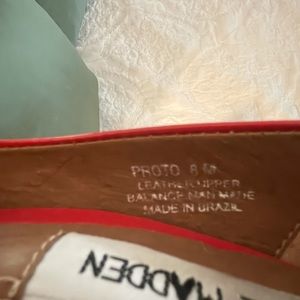 PROTO 8 M
LEATHER UPPER
BALANCE MAN MADE
MADE IN BRAZIL
MADDEN